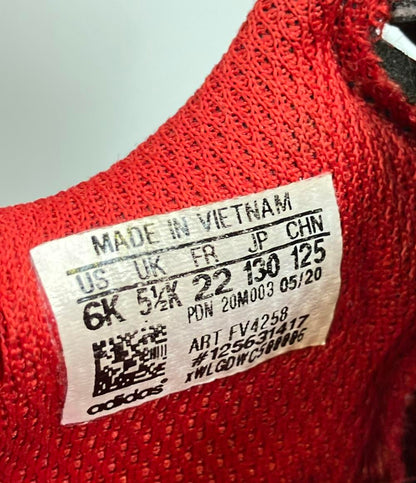 MADE IN VIETNAM
US UK FR JP CHN
6K 5½K 22 130 125
PDN 20M003 05/20
ART FV4258
#125631417
xWLGDWC500006
adidas